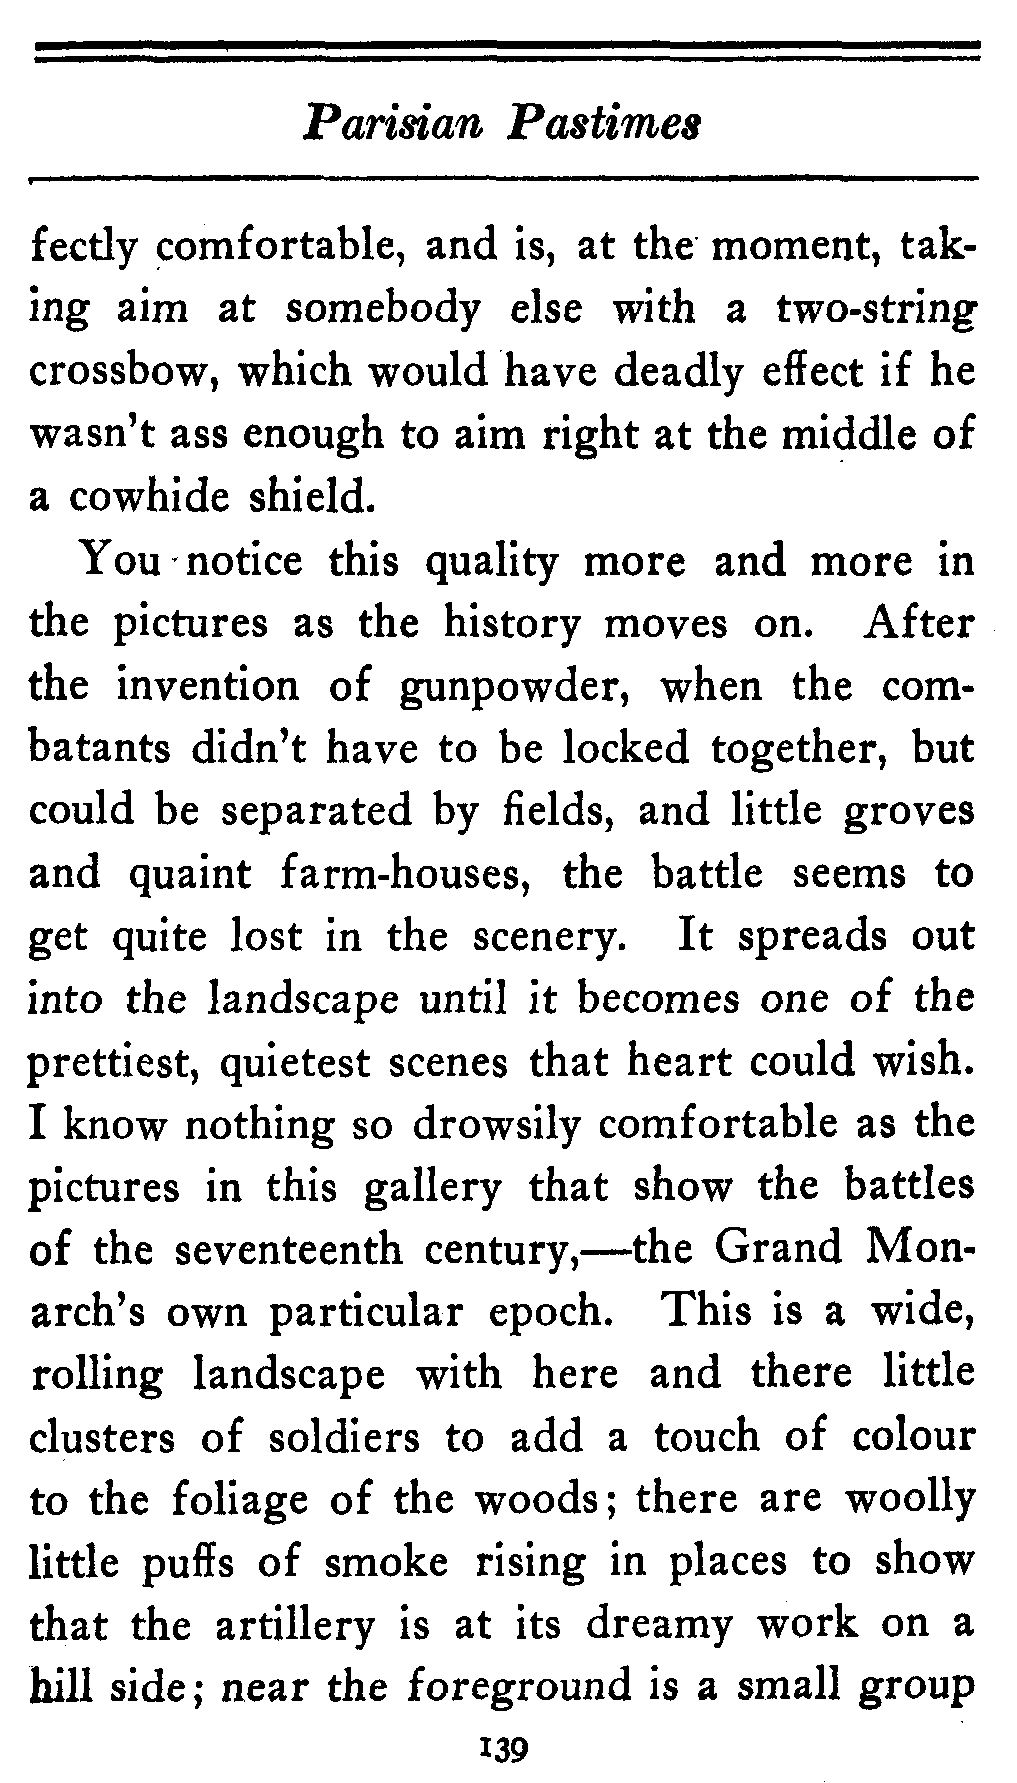 Parisian Pastimes
fectly comfortable, and is, at the moment, tak-
ing aim at somebody else with a two-string
crossbow, which would have deadly effect if he
wasn't ass enough to aim right at the middle of
a cowhide shield.
You notice this quality more and more in
the pictures as the history moves on. After
the invention of gunpowder, when the com-
batants didn't have to be locked together, but
could be separated by fields, and little groves
and quaint farm-houses, the battle seems to
get quite lost in the scenery. It spreads out
into the landscape until it becomes one of the
prettiest, quietest scenes that heart could wish.
I know nothing so drowsily comfortable as the
pictures in this gallery that show the battles
of the seventeenth century,—the Grand Mon-
arch's own particular epoch. This is a wide,
rolling landscape with here and there little
clusters of soldiers to add a touch of colour
to the foliage of the woods; there are woolly
little puffs of smoke rising in places to show
that the artillery is at its dreamy work on a
hill side; near the foreground is a small group
139